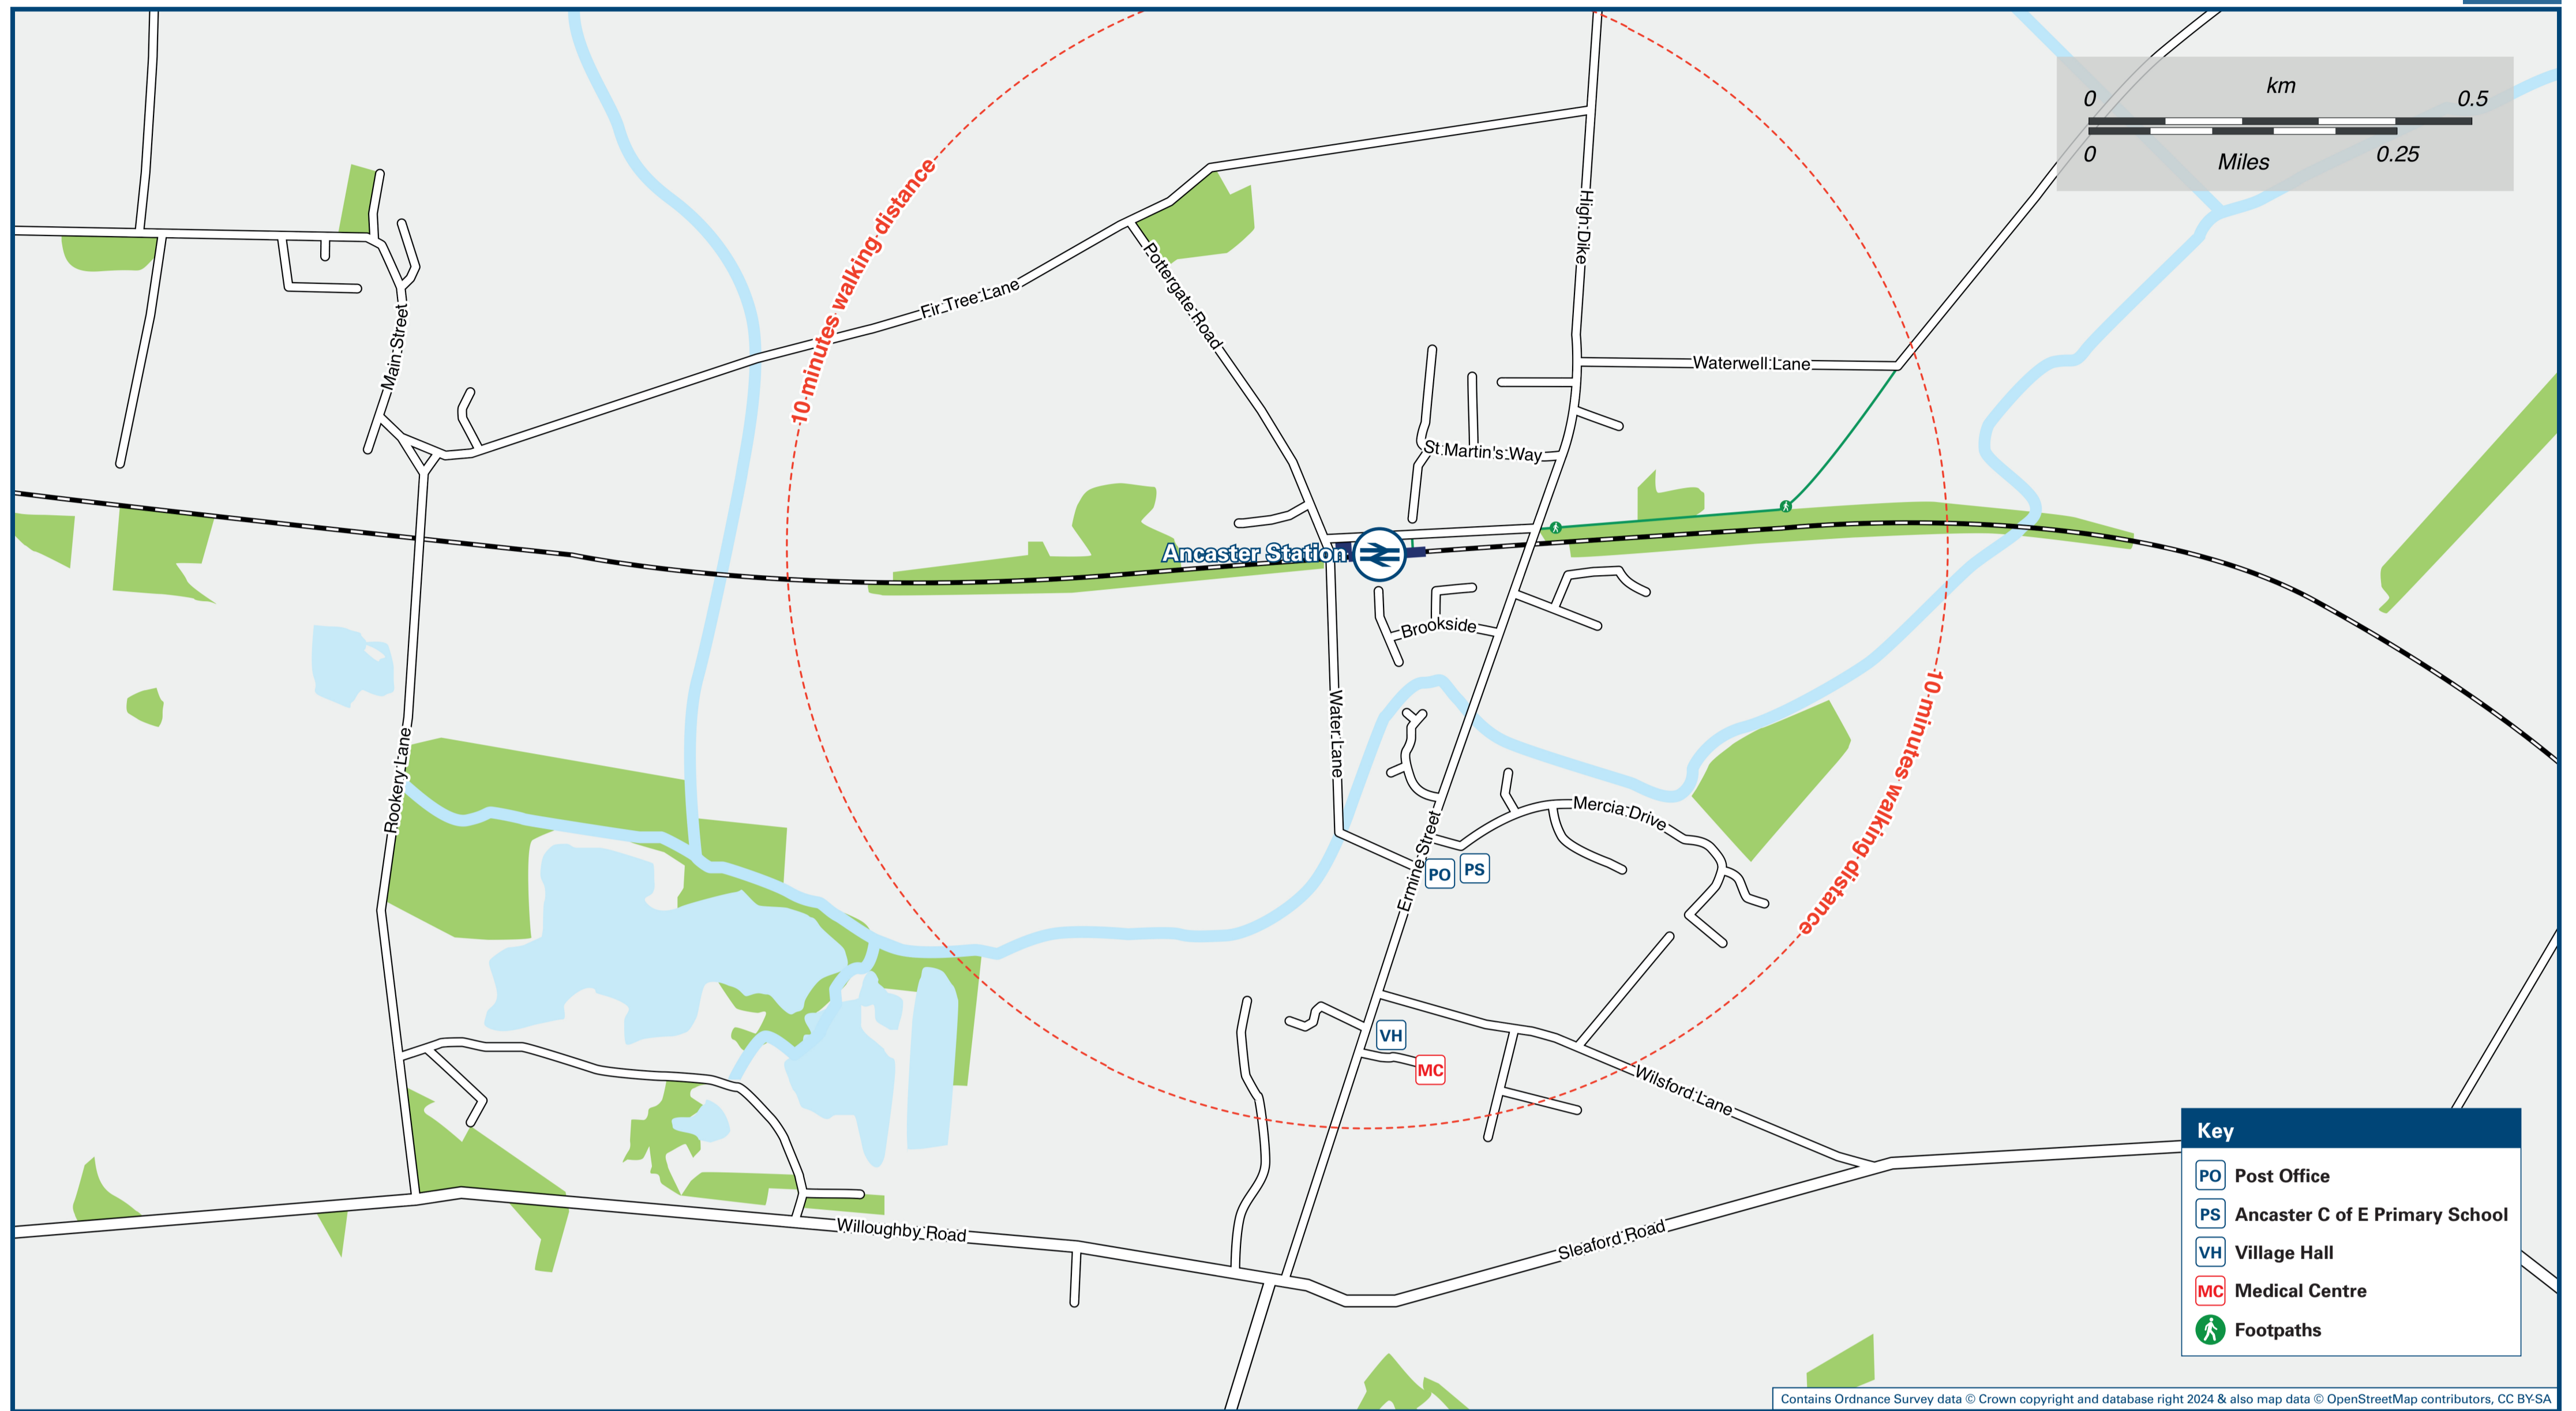 km
0 0.5
0 0.25
Miles
10 minutes walking distance
High Dike
Pottergate Road
Fir Tree Lane
Main Street
Waterwell Lane
St Martin's Way
Ancaster Station
Brookside
Water Lane
10 minutes walking distance
Rookery Lane
Mercia Drive
Ermine Street
PO
PS
VH
MC
Wilsford Lane
Willoughby Road
Sleaford Road
Key
PO Post Office
PS Ancaster C of E Primary School
VH Village Hall
MC Medical Centre
Footpaths
Contains Ordnance Survey data © Crown copyright and database right 2024 & also map data © OpenStreetMap contributors, CC BY-SA